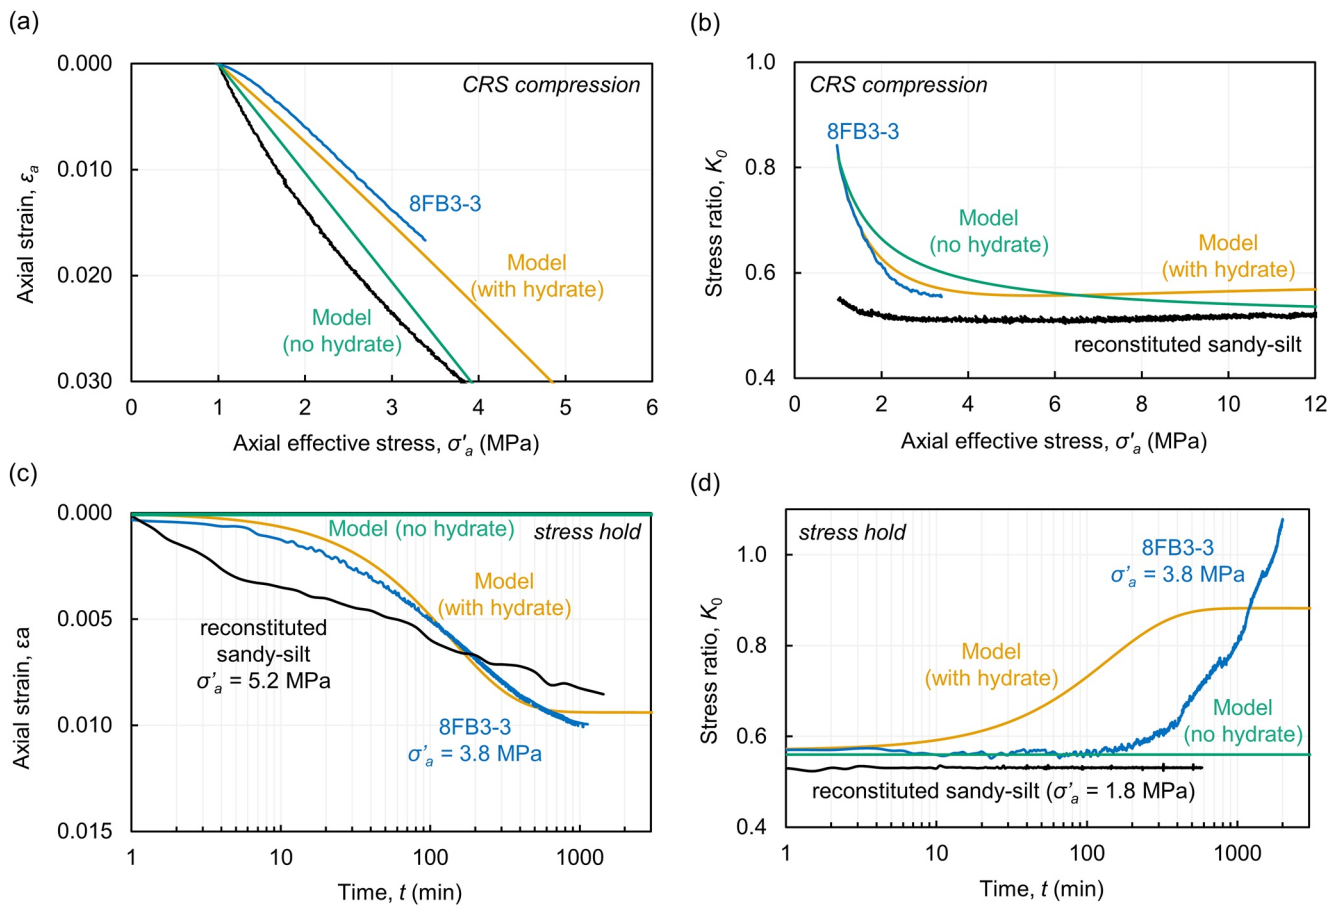 (a)
0.000
0.010
0.020
0.030
Axial strain, εa
CRS compression
8FB3-3
Model
(with hydrate)
Model
(no hydrate)
0
1
2
3
4
5
6
Axial effective stress, σ'a (MPa)
(b)
1.0
0.8
0.6
0.4
Stress ratio, K0
CRS compression
8FB3-3
Model
(no hydrate)
Model
(with hydrate)
reconstituted sandy-silt
0
2
4
6
8
10
12
Axial effective stress, σ'a (MPa)
(c)
0.000
0.005
0.010
0.015
Axial strain, εa
Model (no hydrate)
stress hold
Model
(with hydrate)
reconstituted
sandy-silt
σ'a = 5.2 MPa
8FB3-3
σ'a = 3.8 MPa
1
10
100
1000
Time, t (min)
(d)
1.0
0.8
0.6
0.4
Stress ratio, K0
stress hold
8FB3-3
σ'a = 3.8 MPa
Model
(with hydrate)
Model
(no hydrate)
reconstituted sandy-silt (σ'a = 1.8 MPa)
1
10
100
1000
Time, t (min)